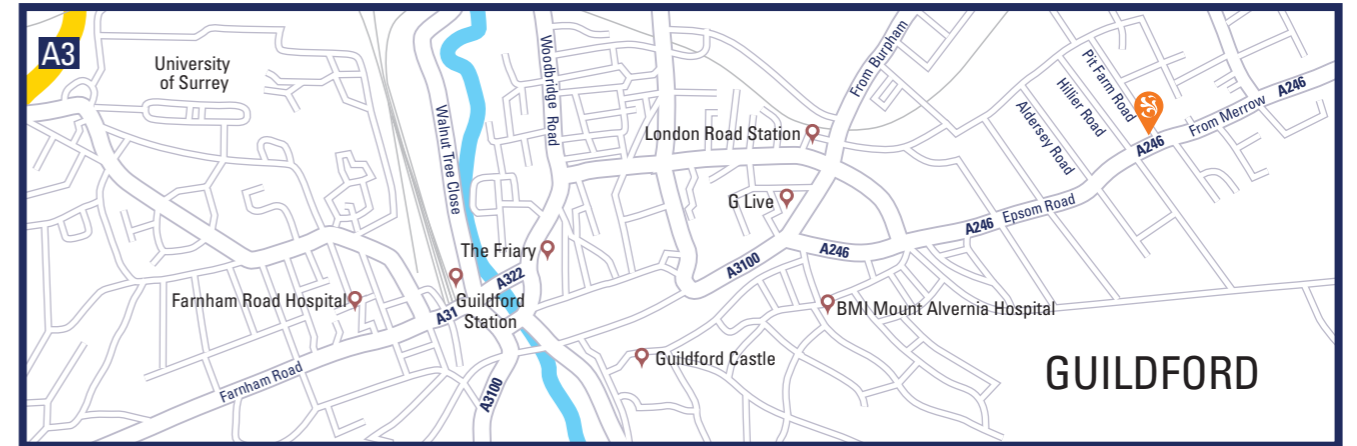 A3
University
of Surrey
Walnut Tree Close
Woodbridge Road
From Burpham
London Road Station
G Live
The Friary
Farnham Road Hospital
Guildford
Station
A31
A322
Farnham Road
A3100
A3100
Guildford Castle
BMI Mount Alvernia Hospital
A246
A246
Epsom Road
Aldersey Road
Hillier Road
Pit Farm Road
A246
From Merrow
A246
GUILDFORD